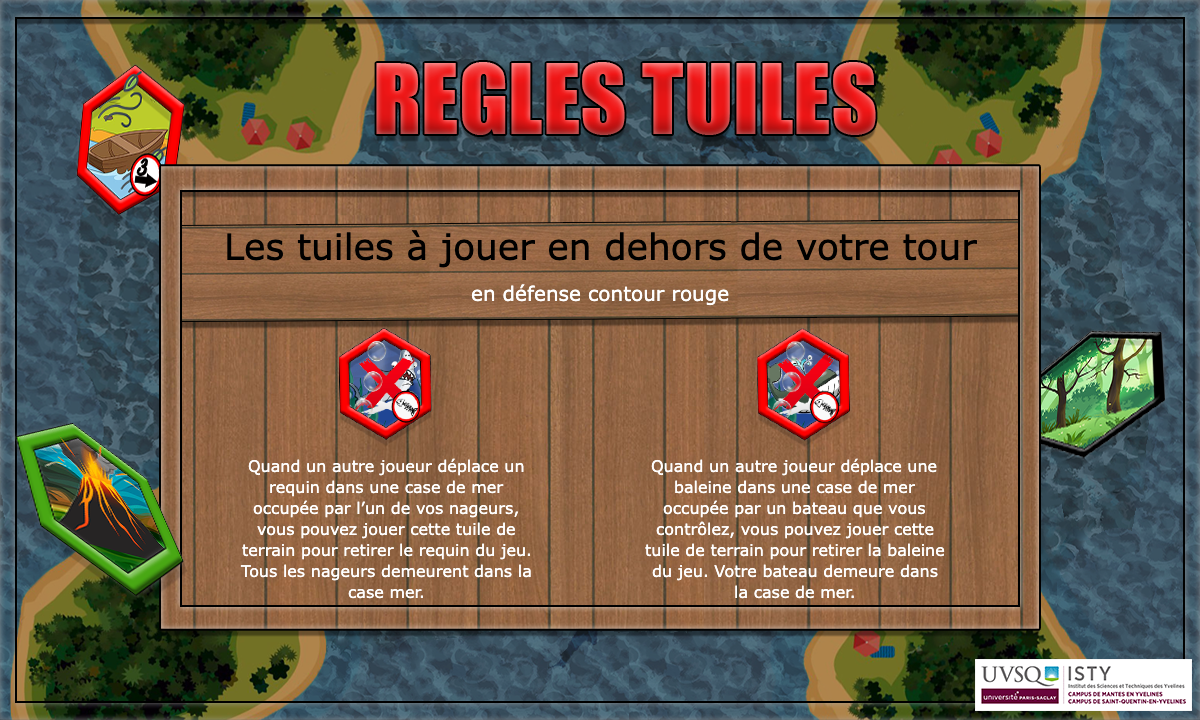 REGLES TUILES
3
Les tuiles à jouer en dehors de votre tour
en défense contour rouge
Quand un autre joueur déplace un
requin dans une case de mer
occupée par l’un de vos nageurs,
vous pouvez jouer cette tuile de
terrain pour retirer le requin du jeu.
Tous les nageurs demeurent dans la
case mer.
Quand un autre joueur déplace une
baleine dans une case de mer
occupée par un bateau que vous
contrôlez, vous pouvez jouer cette
tuile de terrain pour retirer la baleine
du jeu. Votre bateau demeure dans
la case de mer.
UVSQ
université PARIS-SACLAY
ISTY
Institut des Sciences et Techniques des Yvelines
CAMPUS DE MANTES EN YVELINES
CAMPUS DE SAINT-QUENTIN-EN-YVELINES